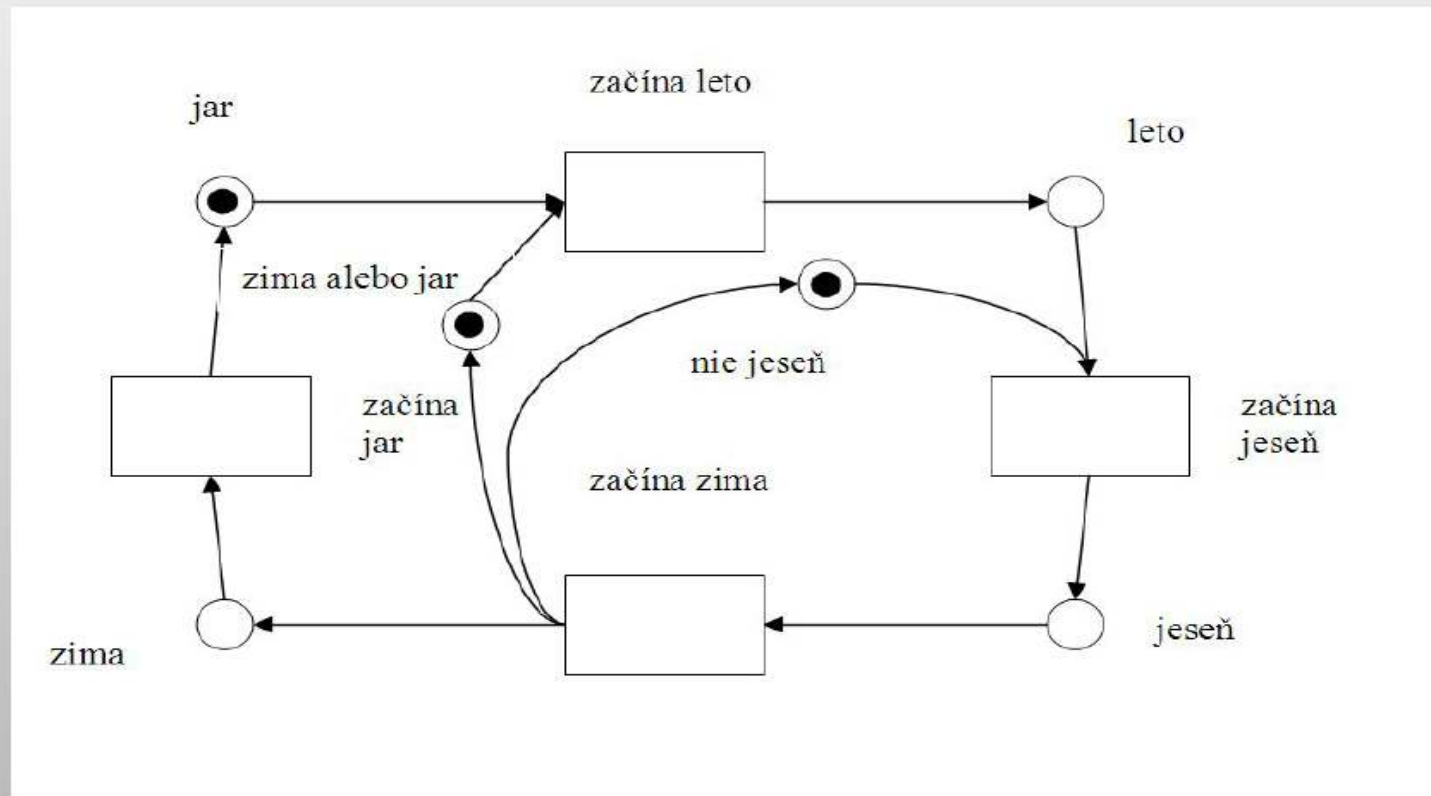 začína leto
jar
leto
zima alebo jar
nie jeseň
začína
jar
začína
jeseň
začína zima
zima
jeseň